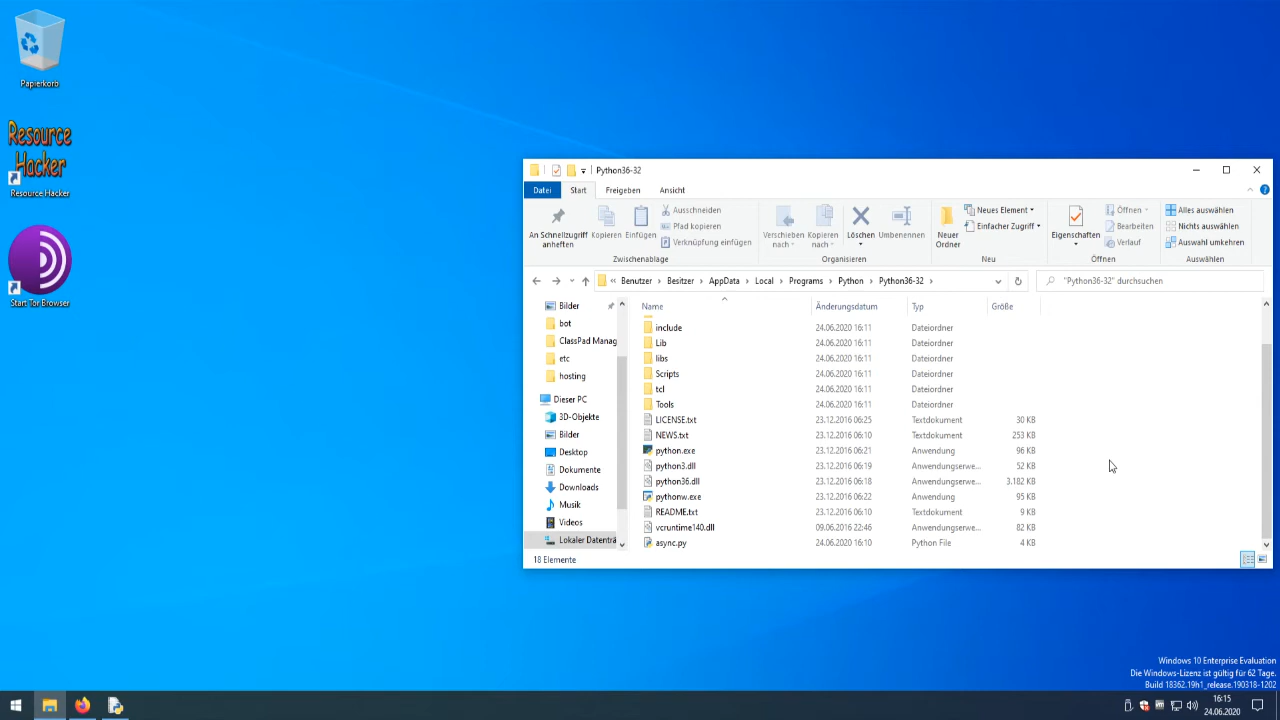 Papierkorb
Resource
Hacker
Resource Hacker
Start Tor Browser
Python36-32
Datei Start Freigeben Ansicht
An Schnellzugriff anheften
Kopieren
Einfügen
Ausschneiden
Pfad kopieren
Verknüpfung einfügen
Zwischenablage
Verschieben nach
Kopieren nach
Löschen
Umbenennen
Organisieren
Neuer Ordner
Neues Element
Einfacher Zugriff
Neu
Eigenschaften
Öffnen
Bearbeiten
Verlauf
Öffnen
Alles auswählen
Nichts auswählen
Auswahl umkehren
Auswählen
« Benutzer > Besitzer > AppData > Local > Programs > Python > Python36-32 >
"Python36-32" durchsuchen
Bilder
bot
ClassPad Manag
etc
hosting
Dieser PC
3D-Objekte
Bilder
Desktop
Dokumente
Downloads
Musik
Videos
Lokaler Datenträ
Name Änderungsdatum Typ Größe
include 24.06.2020 16:11 Dateiordner
Lib 24.06.2020 16:11 Dateiordner
libs 24.06.2020 16:11 Dateiordner
Scripts 24.06.2020 16:11 Dateiordner
tcl 24.06.2020 16:11 Dateiordner
Tools 24.06.2020 16:11 Dateiordner
LICENSE.txt 23.12.2016 06:25 Textdokument 30 KB
NEWS.txt 23.12.2016 06:10 Textdokument 253 KB
python.exe 23.12.2016 06:21 Anwendung 96 KB
python3.dll 23.12.2016 06:19 Anwendungserwe... 52 KB
python36.dll 23.12.2016 06:18 Anwendungserwe... 3.182 KB
pythonw.exe 23.12.2016 06:22 Anwendung 95 KB
README.txt 23.12.2016 06:10 Textdokument 9 KB
vcruntime140.dll 09.06.2016 22:46 Anwendungserwe... 82 KB
async.py 24.06.2020 16:10 Python File 4 KB
18 Elemente
Windows 10 Enterprise Evaluation
Die Windows-Lizenz ist gültig für 62 Tage.
Build 18362.19h1_release.190318-1202
16:15
24.06.2020